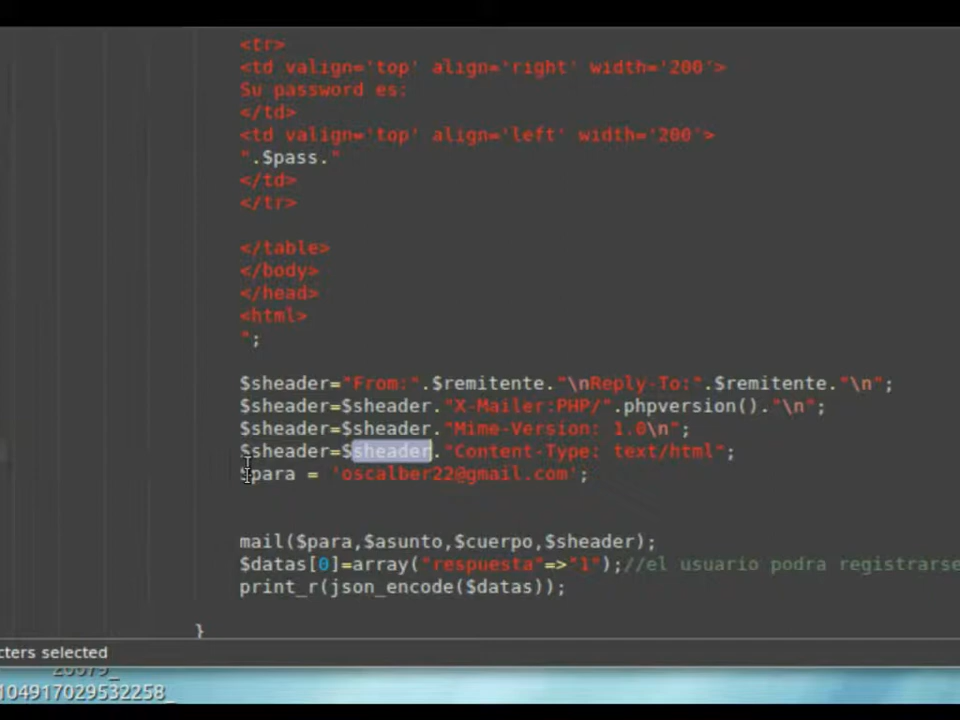 <tr>
<td valign='top' align='right' width='200'>
Su password es:
</td>
<td valign='top' align='left' width='200'>
".$pass."
</td>
</tr>
</table>
</body>
</head>
<html>
";
$sheader="From:".$remitente."\nReply-To:".$remitente."\n";
$sheader=$sheader."X-Mailer:PHP/".phpversion()."\n";
$sheader=$sheader."Mime-Version: 1.0\n";
$sheader=$sheader."Content-Type: text/html";
$para = 'oscalber22@gmail.com';
mail($para,$asunto,$cuerpo,$sheader);
$datas[0]=array("respuesta"=>"1");//el usuario podra registrarse
print_r(json_encode($datas));
}
cters selected
20679_
104917029532258_